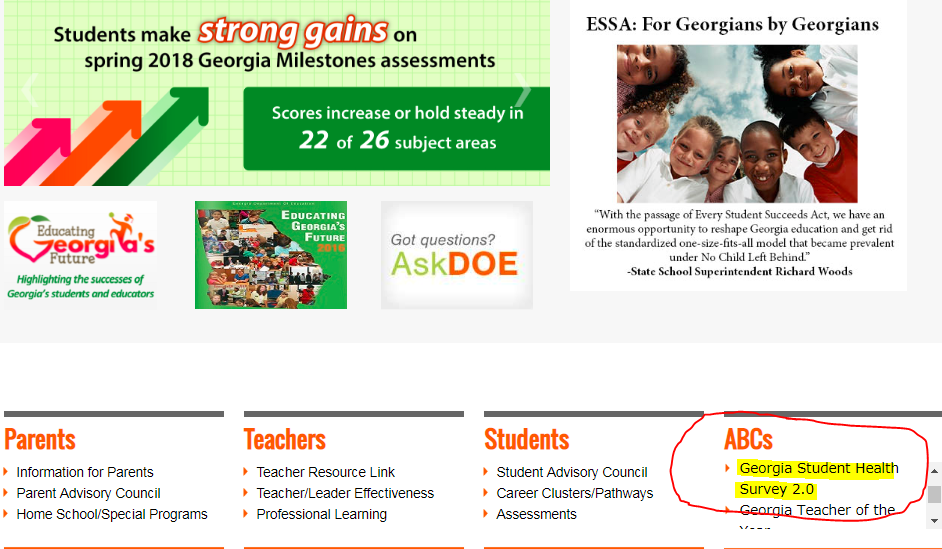 Students make strong gains on
spring 2018 Georgia Milestones assessments
Scores increase or hold steady in
22 of 26 subject areas
ESSA: For Georgians by Georgians
“With the passage of Every Student Succeeds Act, we have an
enormous opportunity to reshape Georgia education and get rid
of the standardized one-size-fits-all model that became prevalent
under No Child Left Behind.”
-State School Superintendent Richard Woods
Educating
Georgia's
Future
Highlighting the successes of
Georgia's students and educators
Georgia Department of Education
EDUCATING
GEORGIA'S
FUTURE
Got questions?
AskDOE
Parents
Information for Parents
Parent Advisory Council
Home School/Special Programs
Teachers
Teacher Resource Link
Teacher/Leader Effectiveness
Professional Learning
Students
Student Advisory Council
Career Clusters/Pathways
Assessments
ABCs
Georgia Student Health
Survey 2.0
Georgia Teacher of the
Year